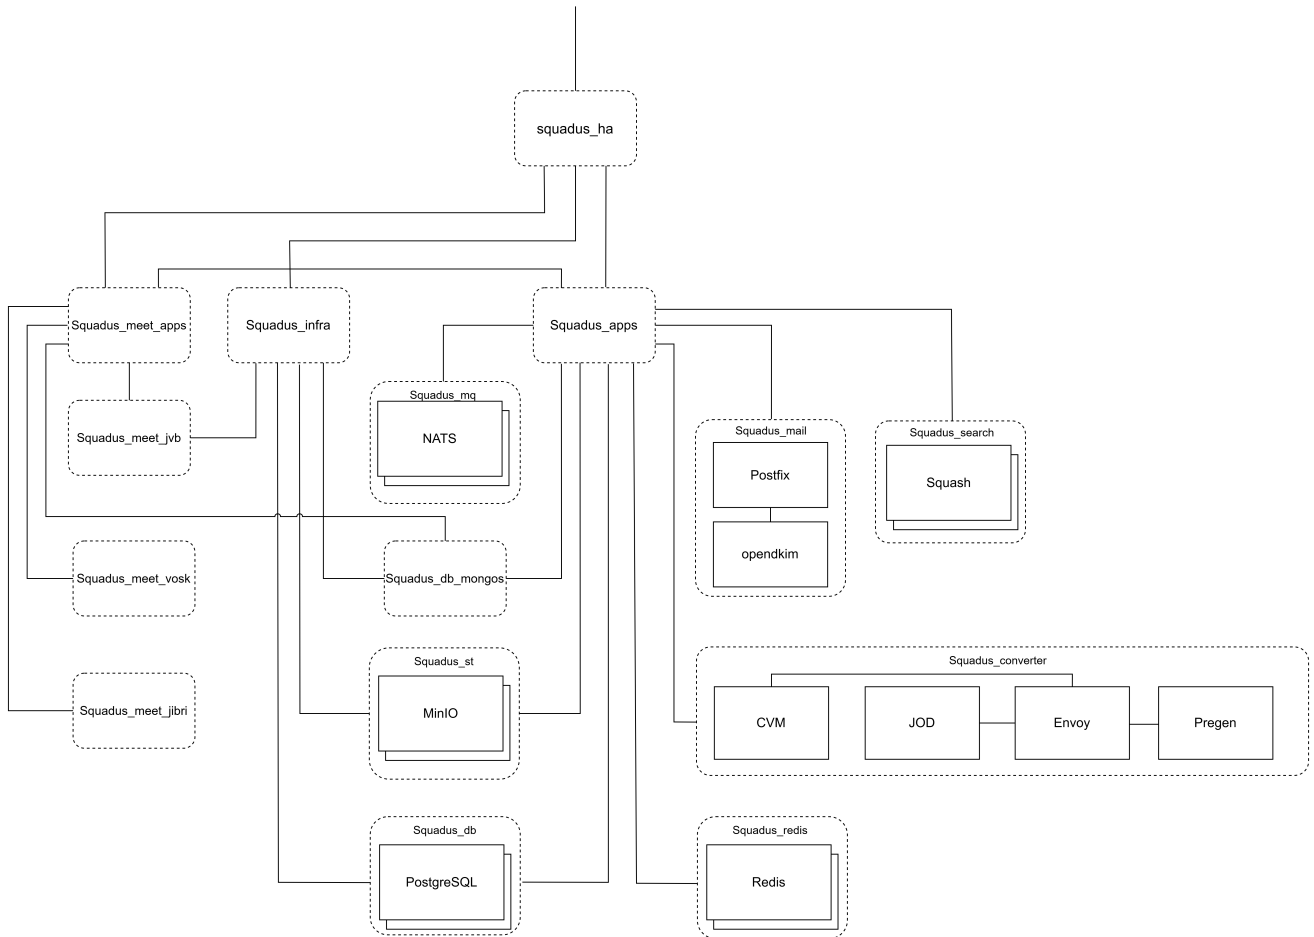 squadus_ha
Squadus_meet_apps
Squadus_infra
Squadus_apps
Squadus_mq
NATS
Squadus_meet_jvb
Squadus_mail
Postfix
opendkim
Squadus_search
Squash
Squadus_meet_vosk
Squadus_db_mongos
Squadus_st
MinIO
Squadus_converter
CVM
JOD
Envoy
Pregen
Squadus_meet_jibri
Squadus_db
PostgreSQL
Squadus_redis
Redis